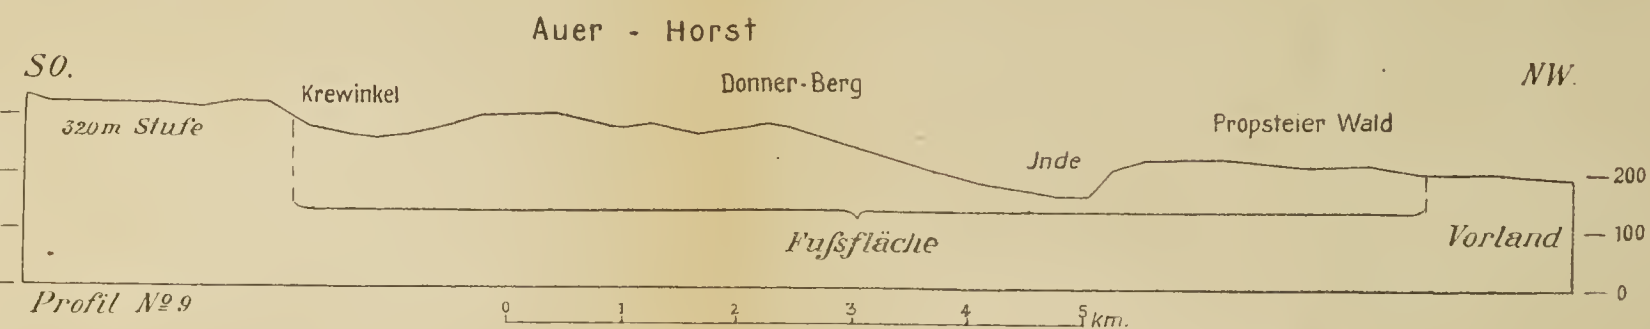 Auer - Horst
SO.
NW.
Krewinkel
Donner-Berg
320m Stufe
Propsteier Wald
Jnde
200
Fußfläche
Vorland
100
Profil Nº 9
0
0 1 2 3 4 5 km.